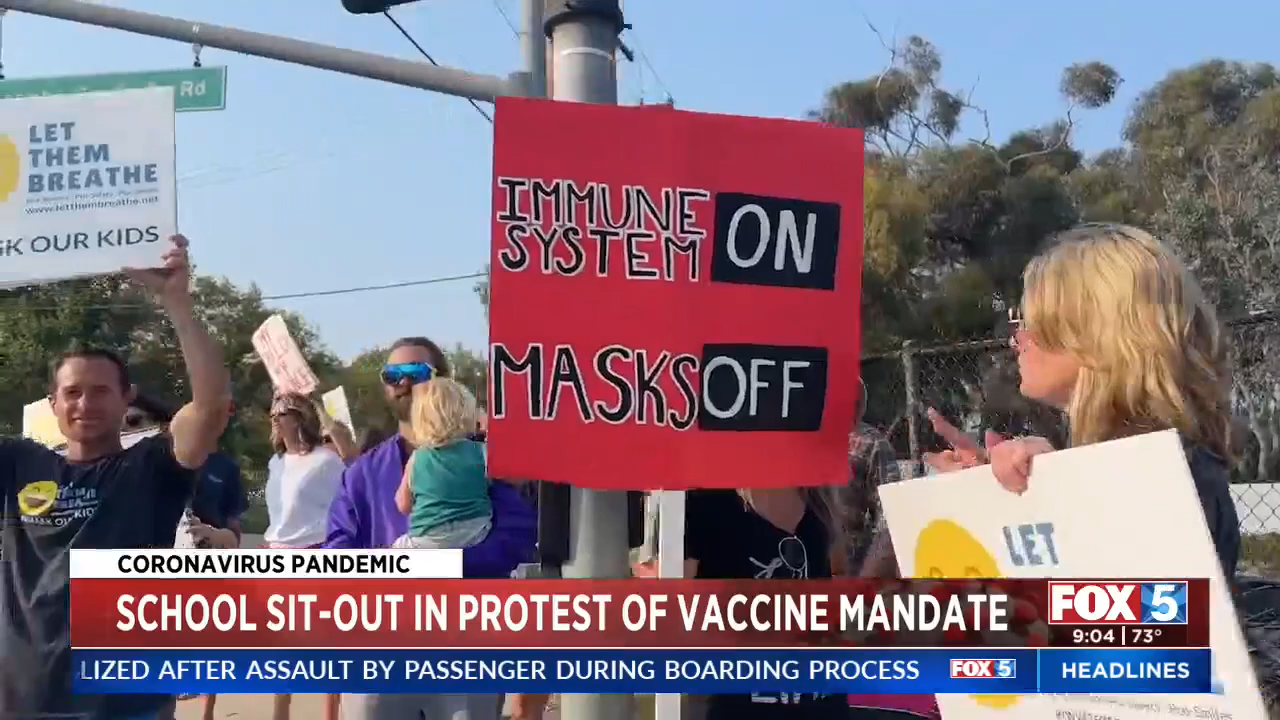 Rd
LET
THEM
BREATHE
www.letthembreathe.net
K OUR KIDS
IMMUNE
SYSTEM
ON
MASKS
OFF
LET
CORONAVIRUS PANDEMIC
SCHOOL SIT-OUT IN PROTEST OF VACCINE MANDATE
FOX 5
9:04 | 73°
LIZED AFTER ASSAULT BY PASSENGER DURING BOARDING PROCESS
FOX 5
HEADLINES